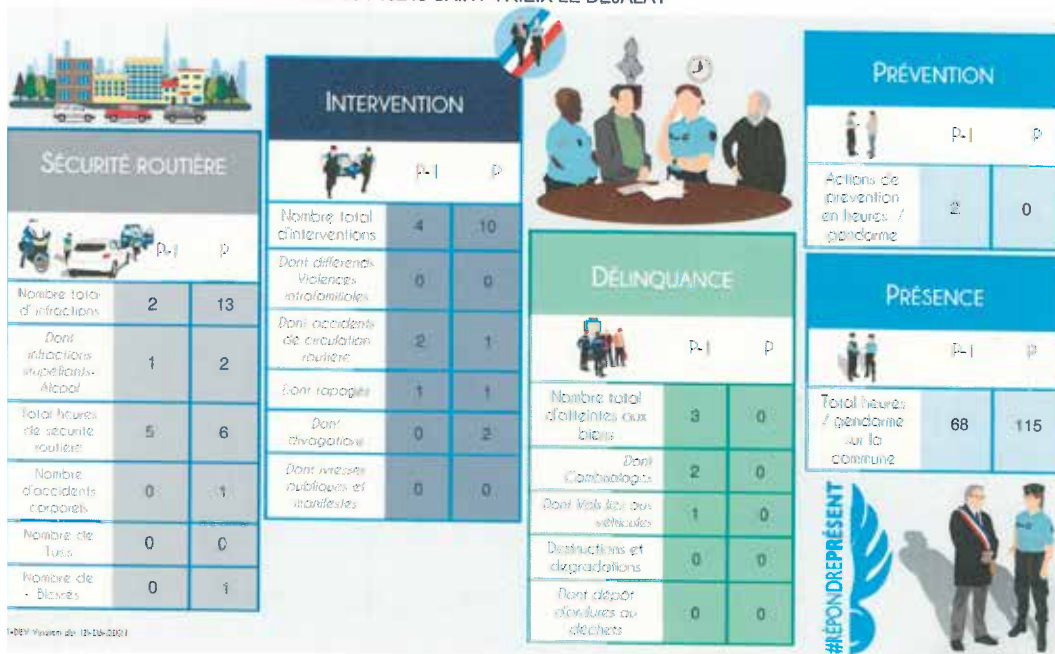 SÉCURITÉ ROUTIÈRE
P-1 P
Nombre total
d'infractions 2 13
Dont
infractions
stupéfiants-
Alcool 1 2
Total heures
de sécurité
routière 5 6
Nombre
d'accidents
corporels 0 1
Nombre de
Tués 0 0
Nombre de
- Blessés 0 1
INTERVENTION
P-1 P
Nombre total
d'interventions 4 10
Dont différends
Violences
intrafamiliales 0 0
Dont accidents
de circulation
routière 2 1
Dont tapages 1 1
Dont
divagations 0 2
Dont ivresses
publiques et
manifestes 0 0
DÉLINQUANCE
P-1 P
Nombre total
d'atteintes aux
biens 3 0
Dont
Cambriolages 2 0
Dont Vols liés aux
véhicules 1 0
Destructions et
dégradations 0 0
Dont dépôt
d'ordures ou
déchets 0 0
PRÉVENTION
P-1 P
Actions de
prévention
en heures /
gendarme 2 0
PRÉSENCE
P-1 P
Total heures
/ gendarme
sur la
commune 68 115
#RÉPONDREPRÉSENT